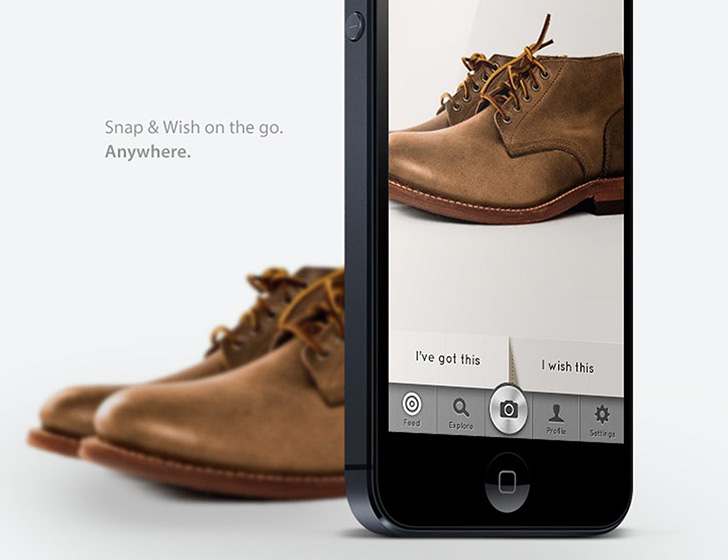 Snap & Wish on the go.
Anywhere.
I've got this
I wish this
Feed
Explore
Profile
Settings